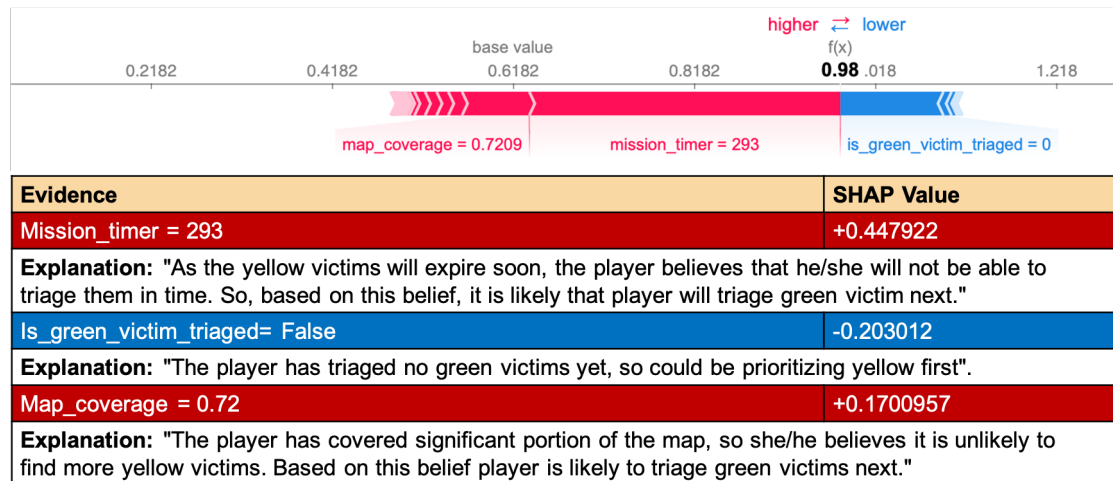 higher ⇄ lower
base value f(x)
0.2182 0.4182 0.6182 0.8182 0.98 .018 1.218
map_coverage = 0.7209 mission_timer = 293 is_green_victim_triaged = 0
Evidence SHAP Value
Mission_timer = 293 +0.447922
Explanation: "As the yellow victims will expire soon, the player believes that he/she will not be able to
triage them in time. So, based on this belief, it is likely that player will triage green victim next."
Is_green_victim_triaged= False -0.203012
Explanation: "The player has triaged no green victims yet, so could be prioritizing yellow first".
Map_coverage = 0.72 +0.1700957
Explanation: "The player has covered significant portion of the map, so she/he believes it is unlikely to
find more yellow victims. Based on this belief player is likely to triage green victims next."